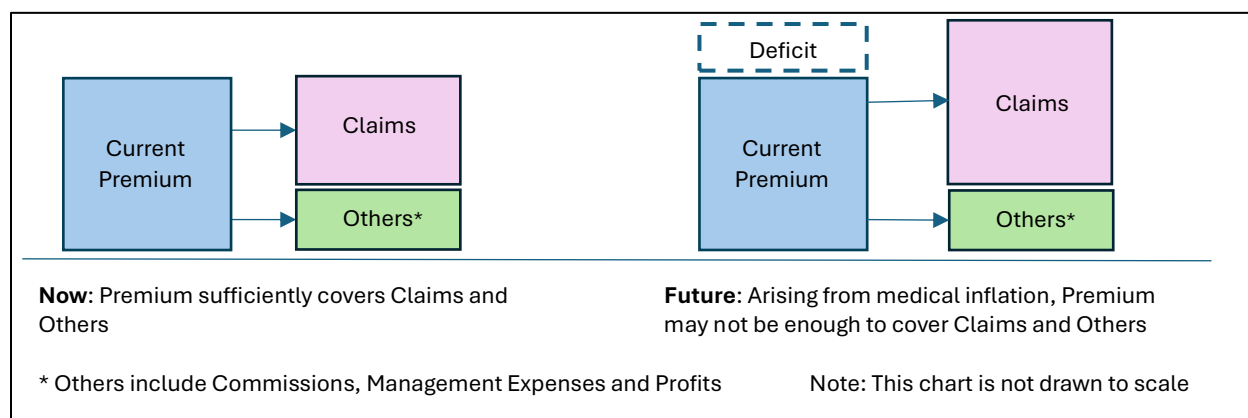 Current
Premium
Claims
Others*
Deficit
Current
Premium
Claims
Others*
Now: Premium sufficiently covers Claims and
Others
Future: Arising from medical inflation, Premium
may not be enough to cover Claims and Others
* Others include Commissions, Management Expenses and Profits
Note: This chart is not drawn to scale